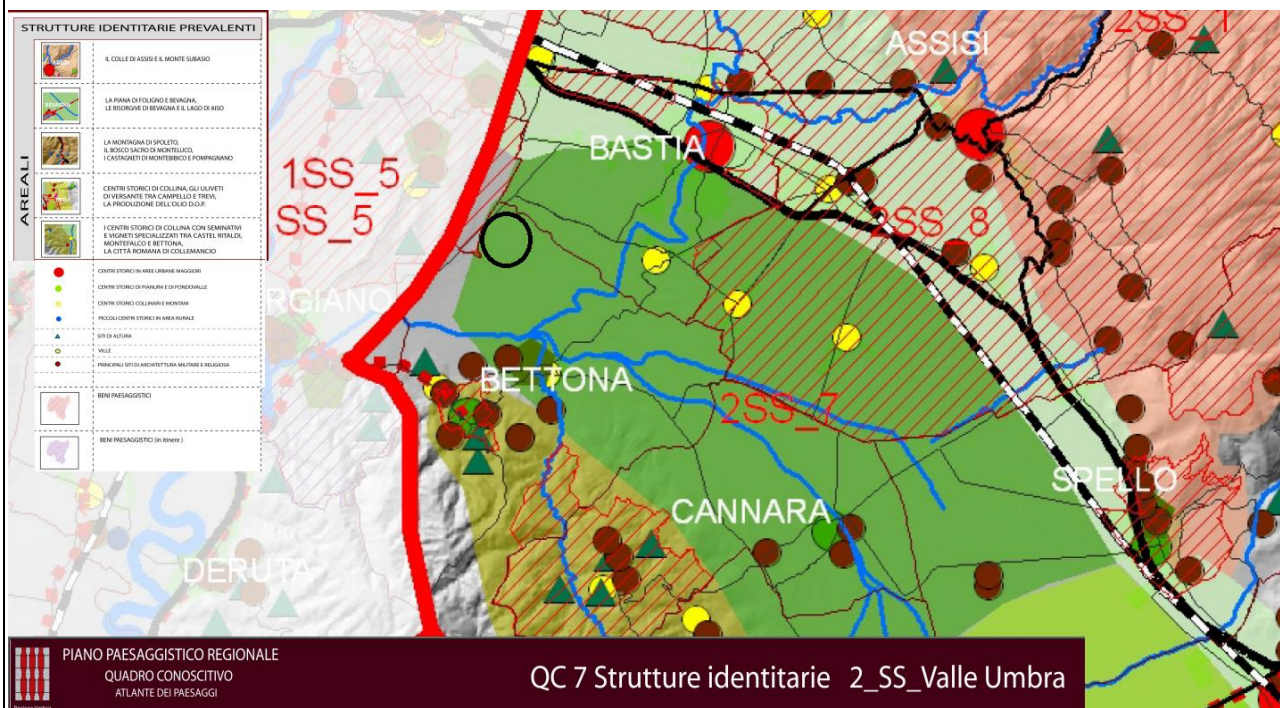 STRUTTURE IDENTITARIE PREVALENTI
AREALI
IL COLLE DI ASSISI E IL MONTE SUBASIO
LA PIANA DI FOLIGNO E BEVAGNA,
LE RISORGIVE DI BEVAGNA E IL LAGO DI AISO
LA MONTAGNA DI SPOLETO,
IL BOSCO SACRO DI MONTELUCO,
I CASTAGNETI DI MONTEBIBICO E POMPAGNANO
CENTRI STORICI DI COLLINA, GLI ULIVETI
DI VERSANTE TRA CAMPELLO E TREVI,
LA PRODUZIONE DELL'OLIO D.O.P.
I CENTRI STORICI DI COLLINA CON SEMINATIVI
E VIGNETI SPECIALIZZATI TRA CASTEL RITALDI,
MONTEFALCO E BETTONA,
LA CITTÀ ROMANA DI COLLEMANCIO
CENTRI STORICI IN AREE URBANE MAGGIORI
CENTRI STORICI DI PIANURA E DI FONDOVALLE
CENTRI STORICI COLLINARI E MONTANI
PICCOLI CENTRI STORICI IN AREA RURALE
SITI DI ALTURA
VILLE
PRINCIPALI SITI DI ARCHITETTURA MILITARE E RELIGIOSA
BENI PAESAGGISTICI
BENI PAESAGGISTICI (in itinere )
2SS_1
ASSISI
BASTIA
1SS_5
SS_5
2SS_8
RGIANO
BETTONA
2SS_7
SPELLO
CANNARA
DERUTA
PIANO PAESAGGISTICO REGIONALE
QUADRO CONOSCITIVO
ATLANTE DEI PAESAGGI
QC 7 Strutture identitarie 2_SS_Valle Umbra